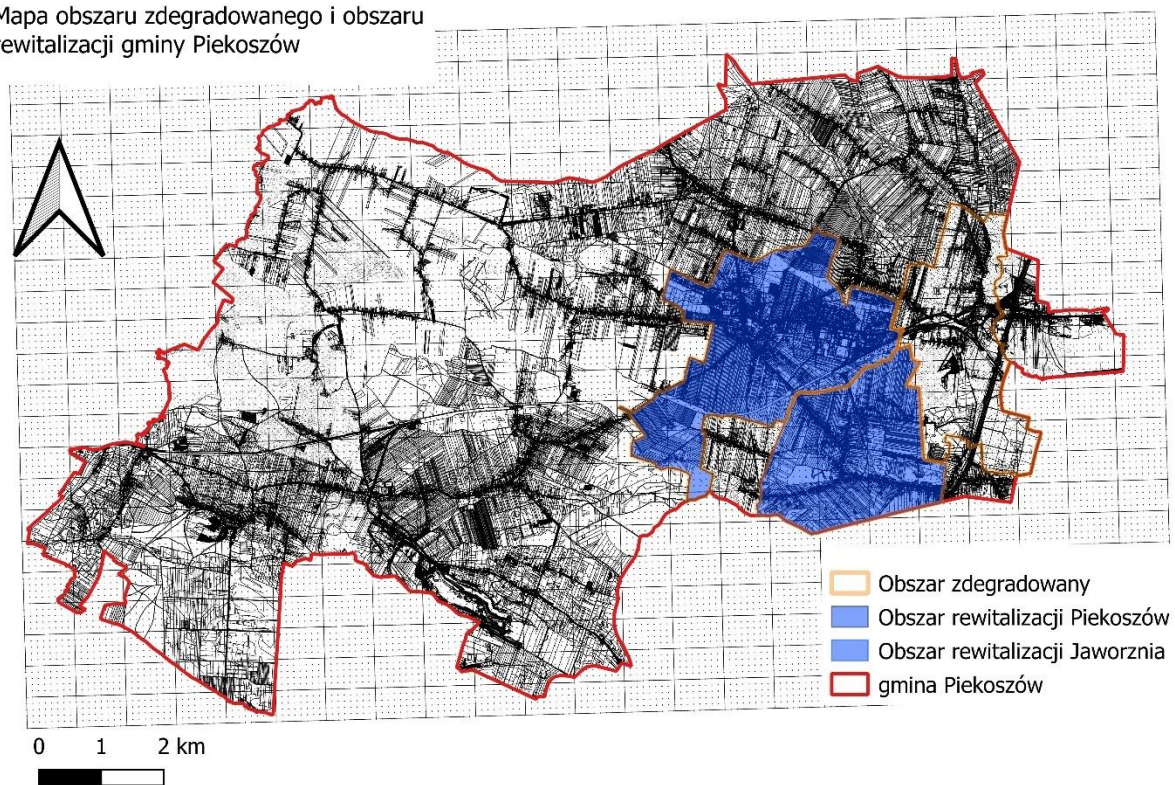 Mapa obszaru zdegradowanego i obszaru
rewitalizacji gminy Piekoszów
Obszar zdegradowany
Obszar rewitalizacji Piekoszów
Obszar rewitalizacji Jaworznia
gmina Piekoszów
0 1 2 km